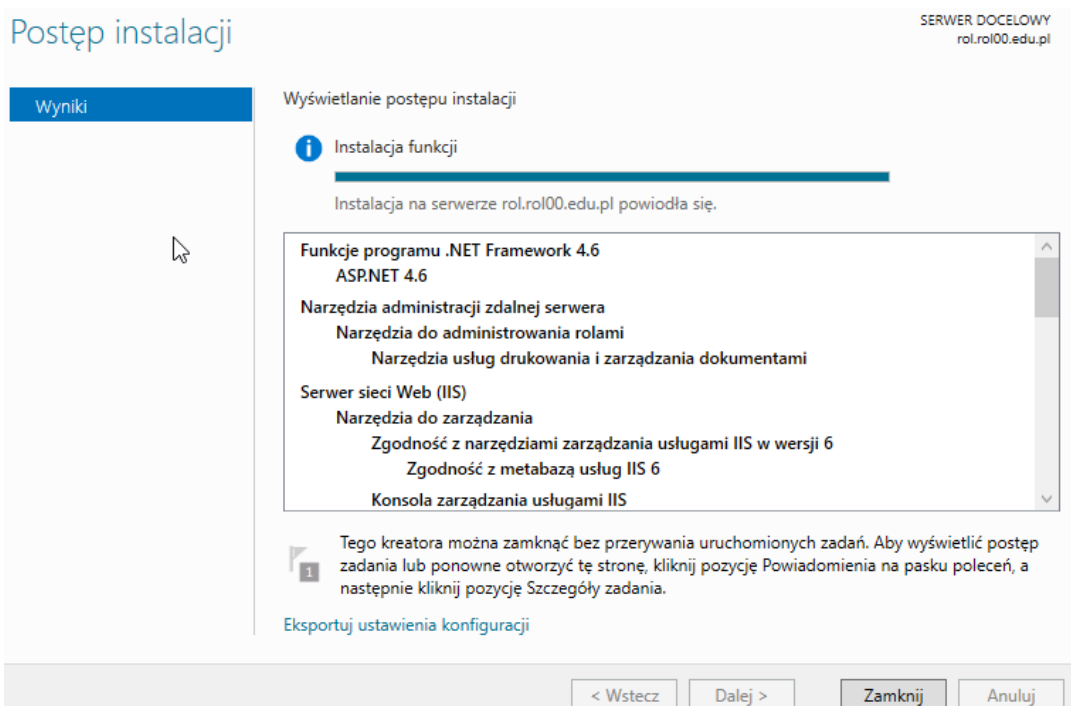 Postęp instalacji
SERWER DOCELOWY
rol.rol00.edu.pl
Wyniki
Wyświetlanie postępu instalacji
Instalacja funkcji
Instalacja na serwerze rol.rol00.edu.pl powiodła się.
Funkcje programu .NET Framework 4.6
ASP.NET 4.6
Narzędzia administracji zdalnej serwera
Narzędzia do administrowania rolami
Narzędzia usług drukowania i zarządzania dokumentami
Serwer sieci Web (IIS)
Narzędzia do zarządzania
Zgodność z narzędziami zarządzania usługami IIS w wersji 6
Zgodność z metabazą usług IIS 6
Konsola zarządzania usługami IIS
1
Tego kreatora można zamknąć bez przerywania uruchomionych zadań. Aby wyświetlić postęp
zadania lub ponowne otworzyć tę stronę, kliknij pozycję Powiadomienia na pasku poleceń, a
następnie kliknij pozycję Szczegóły zadania.
Eksportuj ustawienia konfiguracji
< Wstecz
Dalej >
Zamknij
Anuluj